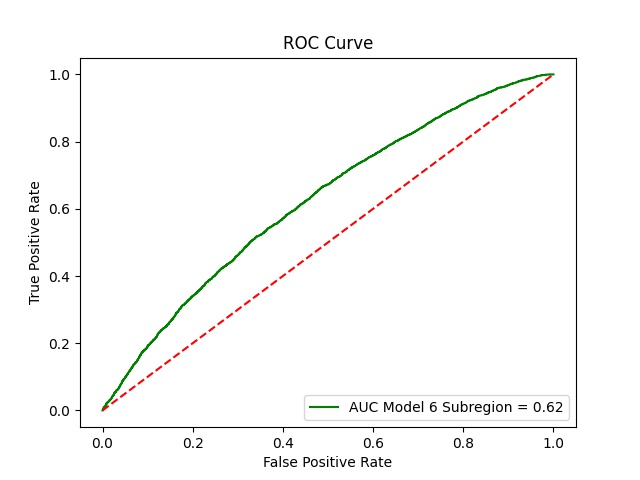 ROC Curve
True Positive Rate
1.0
0.8
0.6
0.4
0.2
0.0
0.0 0.2 0.4 0.6 0.8 1.0
False Positive Rate
AUC Model 6 Subregion = 0.62